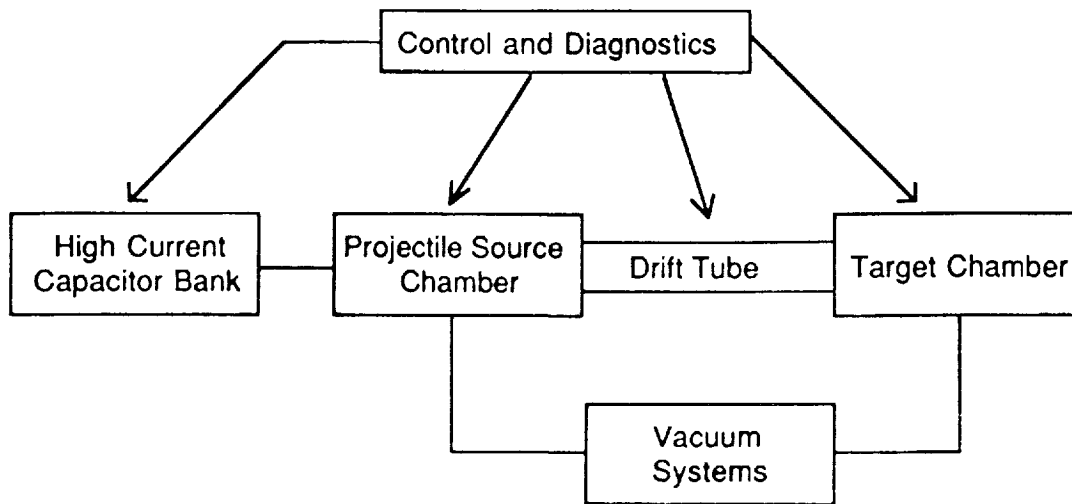 Control and Diagnostics
High Current
Capacitor Bank
Projectile Source
Chamber
Drift Tube
Target Chamber
Vacuum
Systems